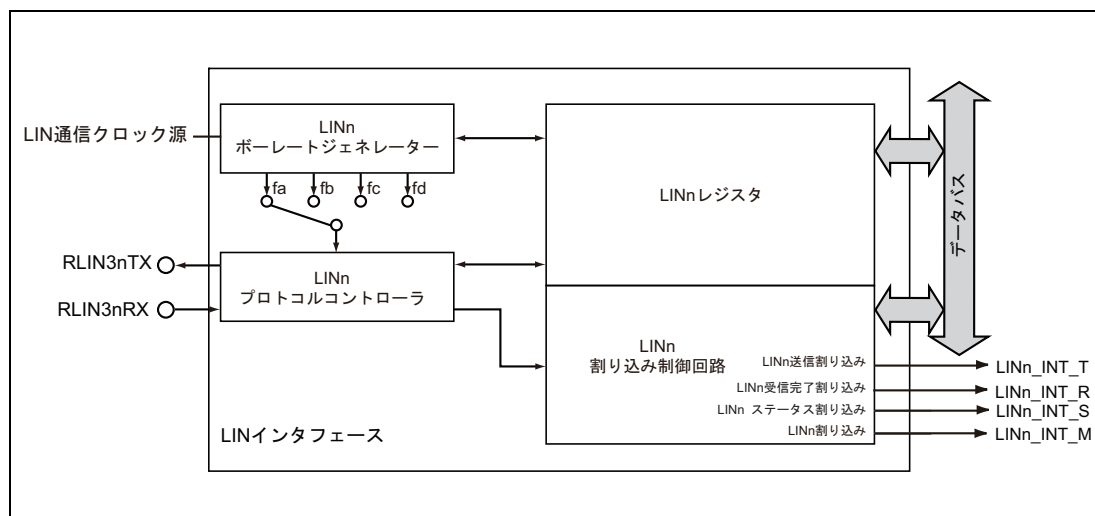 LIN通信クロック源
LINn
ボーレートジェネレーター
fa fb fc fd
RLIN3nTX
RLIN3nRX
LINn
プロトコルコントローラ
LINnレジスタ
データバス
LINn
割り込み制御回路
LINn送信割り込み
LINn受信完了割り込み
LINn ステータス割り込み
LINn割り込み
LINn_INT_T
LINn_INT_R
LINn_INT_S
LINn_INT_M
LINインタフェース